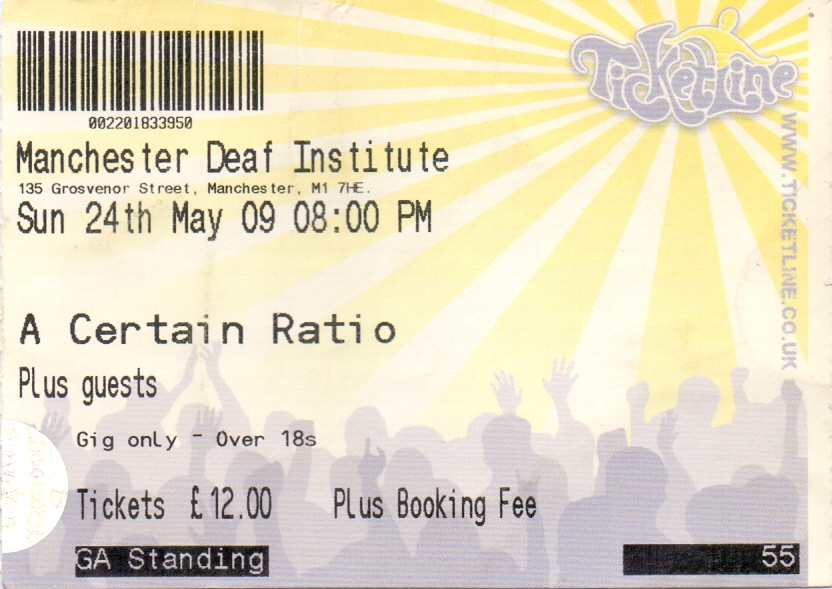 Ticketline
002201833950
Manchester Deaf Institute
135 Grosvenor Street, Manchester, M1 7HE.
Sun 24th May 09 08:00 PM
WWW.TICKETLINE.CO.UK
A Certain Ratio
Plus guests
Gig only - Over 18s
Tickets £12.00 Plus Booking Fee
GA Standing 55